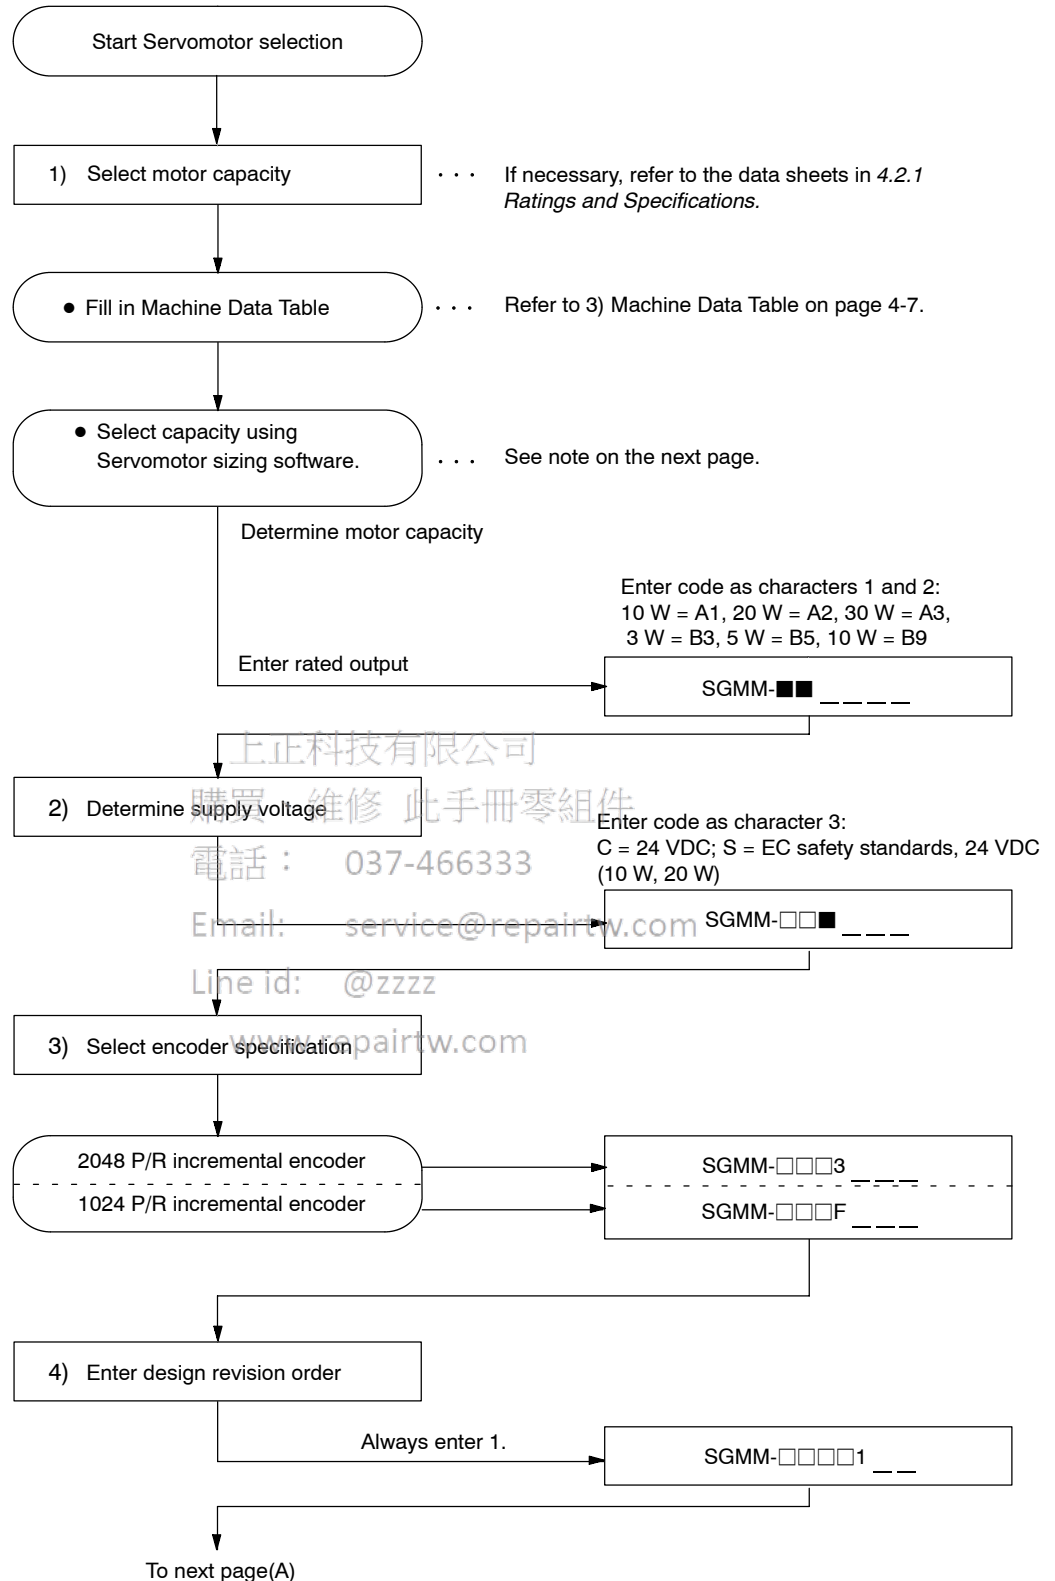 Start Servomotor selection
1) Select motor capacity
· · · If necessary, refer to the data sheets in 4.2.1
Ratings and Specifications.
● Fill in Machine Data Table
· · · Refer to 3) Machine Data Table on page 4-7.
● Select capacity using
Servomotor sizing software.
· · · See note on the next page.
Determine motor capacity
Enter code as characters 1 and 2:
10 W = A1, 20 W = A2, 30 W = A3,
3 W = B3, 5 W = B5, 10 W = B9
Enter rated output
SGMM-■■ _ _ _ _
上正科技有限公司
2) Determine supply voltage
購買、維修 此手冊零組件
Enter code as character 3:
C = 24 VDC; S = EC safety standards, 24 VDC
(10 W, 20 W)
電話： 037-466333
SGMM-□□■ _ _ _
Email: service@repairtw.com
Line id: @zzzz
3) Select encoder specification
www.repairtw.com
2048 P/R incremental encoder
SGMM-□□□3 _ _ _
1024 P/R incremental encoder
SGMM-□□□F _ _ _
4) Enter design revision order
Always enter 1.
SGMM-□□□□1 _ _
To next page(A)